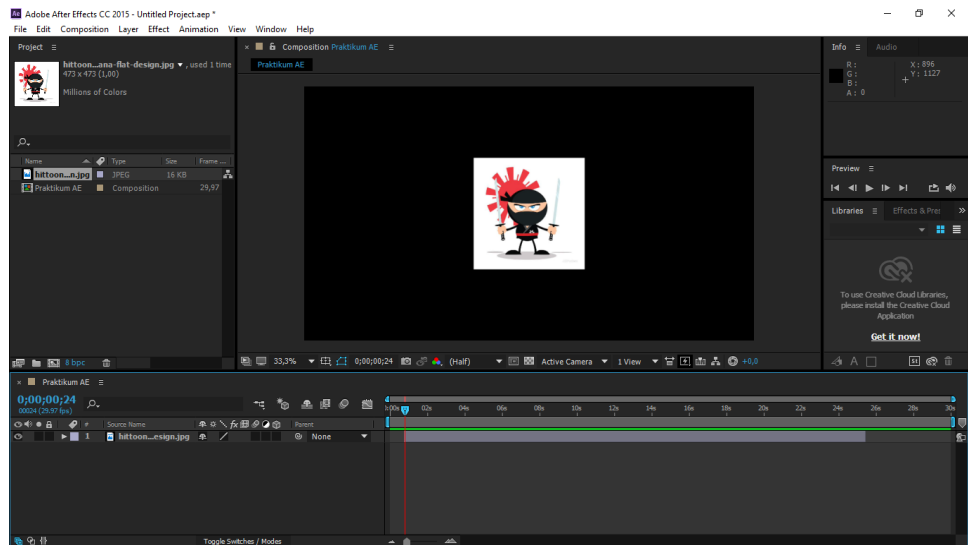 Adobe After Effects CC 2015 - Untitled Project.aep *
File Edit Composition Layer Effect Animation View Window Help
Project
hittoon...ana-flat-design.jpg ▼ , used 1 time
473 x 473 (1,00)
Millions of Colors
Name Type Size Frame ...
hittoon...n.jpg JPEG 16 KB
Praktikum AE Composition 29,97
8 bpc
Composition Praktikum AE
Praktikum AE
33,3% 0;00;00;24 (Half) Active Camera 1 View +0,0
Info Audio
R :
G :
B :
A : 0
X : 896
Y : 1127
Preview
Libraries Effects & Pres
To use Creative Cloud Libraries,
please install the Creative Cloud
Application
Get it now!
Praktikum AE
0;00;00;24
00024 (29.97 fps)
# Source Name Parent
1 hittoon...esign.jpg None
02s 04s 06s 08s 10s 12s 14s 16s 18s 20s 22s 24s 26s 28s 30s
Toggle Switches / Modes